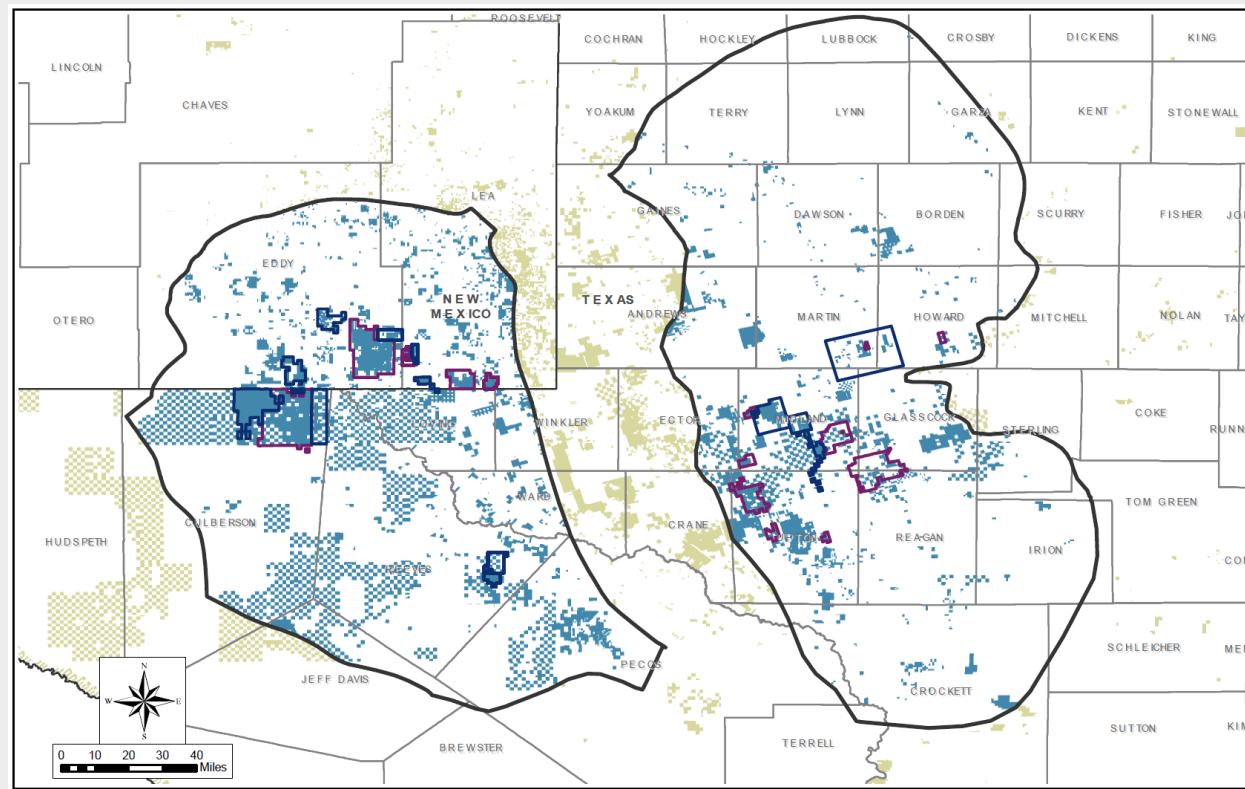 ROOSEVELT
COCHRAN
HOCKLEY
LUBBOCK
CROSBY
DICKENS
KING
LINCOLN
CHAVES
YOAKUM
TERRY
LYNN
GARZA
KENT
STONEWALL
LEA
GAINES
DAWSON
BORDEN
SCURRY
FISHER
EDDY
NEW
MEXICO
TEXAS
OTERO
ANDREWS
MARTIN
HOWARD
MITCHELL
NOLAN
TAY
LOVING
WINKLER
ECTOR
MIDLAND
GLASSCOCK
STERLING
COKE
RUNN
CULBERSON
WARD
CRANE
TOM GREEN
HUDSPETH
REEVES
UPTON
REAGAN
IRION
JEFF DAVIS
PECOS
CROCKETT
SCHLEICHER
BREWSTER
TERRELL
SUTTON
KIM
N
W
E
S
0 10 20 30 40
Miles